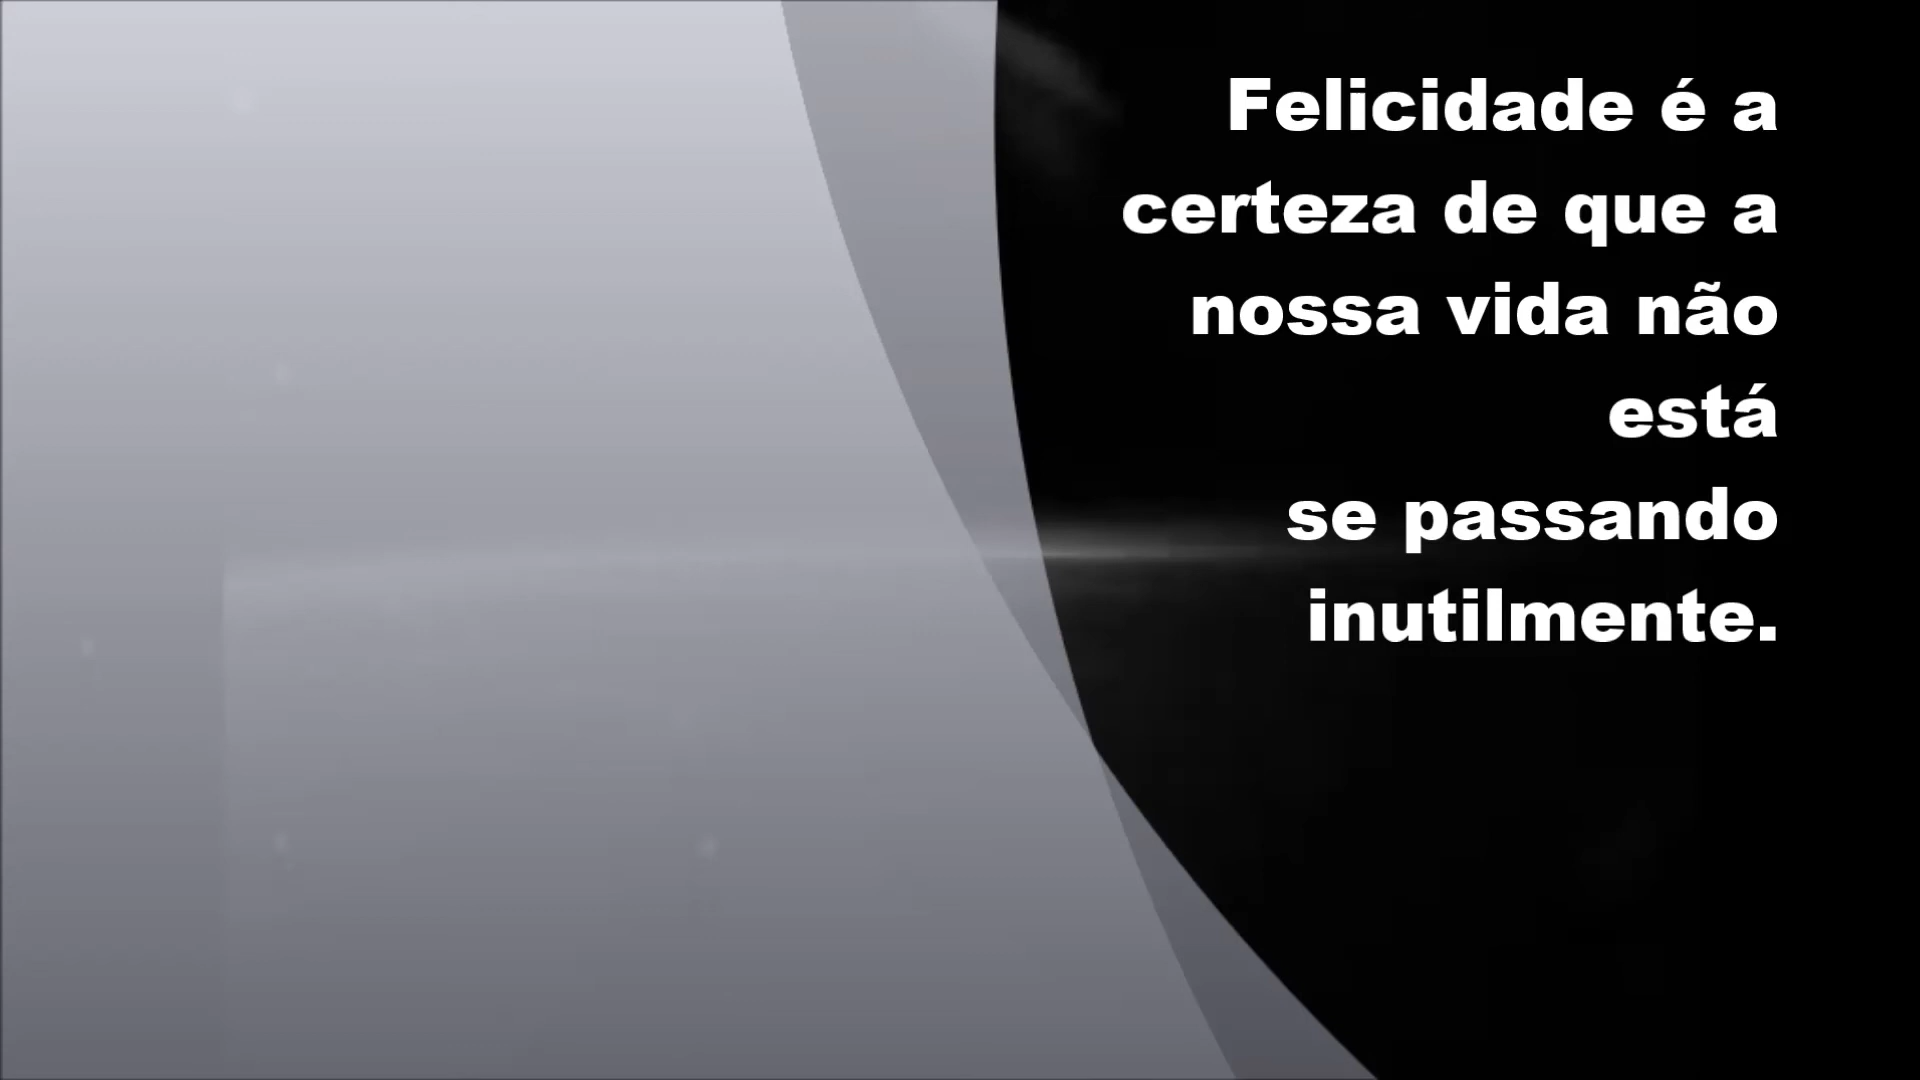 Felicidade é a
certeza de que a
nossa vida não
está
se passando
inutilmente.